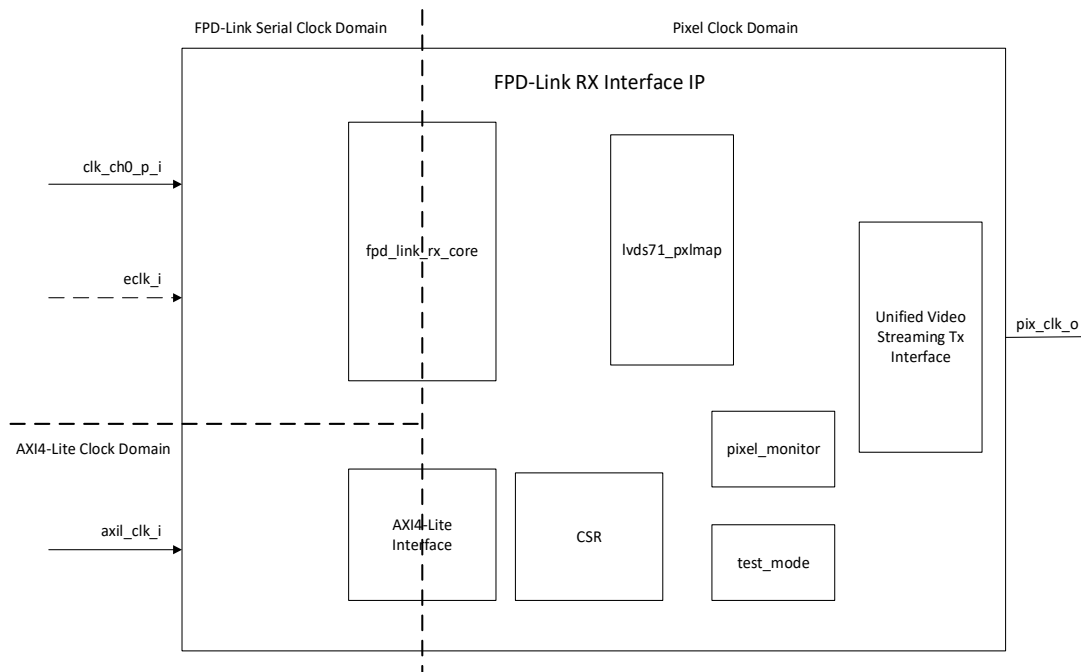 FPD-Link Serial Clock Domain
Pixel Clock Domain
FPD-Link RX Interface IP
clk_ch0_p_i
fpd_link_rx_core
lvds71_pxlmap
eclk_i
Unified Video
Streaming Tx
Interface
pix_clk_o
AXI4-Lite Clock Domain
pixel_monitor
axil_clk_i
AXI4-Lite
Interface
CSR
test_mode